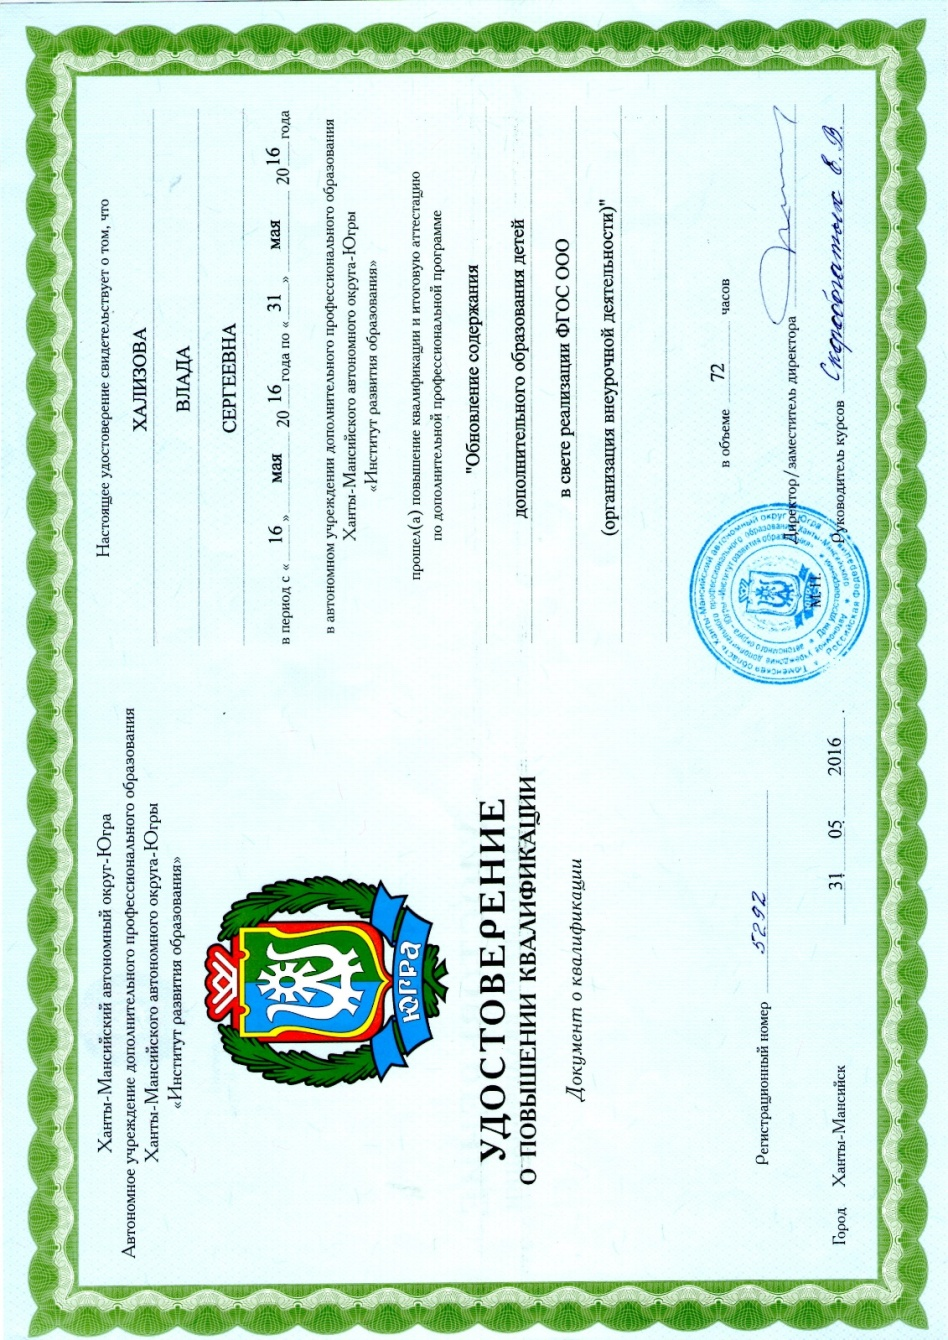 Ханты-Мансийский автономный округ-Югра
Автономное учреждение дополнительного профессионального образования
Ханты-Мансийского автономного округа-Югры
«Институт развития образования»
ЮГРА
УДОСТОВЕРЕНИЕ
О ПОВЫШЕНИИ КВАЛИФИКАЦИИ
Документ о квалификации
Регистрационный номер 5292
Город Ханты-Мансийск 31 05 2016 .
Настоящее удостоверение свидетельствует о том, что
ХАЛИЗОВА
ВЛАДА
СЕРГЕЕВНА
в период с « 16 » мая 20 16 года по « 31 » мая 20 16 года
в автономном учреждении дополнительного профессионального образования
Ханты-Мансийского автономного округа-Югры
«Институт развития образования»
прошел(а) повышение квалификации и итоговую аттестацию
по дополнительной профессиональной программе
"Обновление содержания
дополнительного образования детей
в свете реализации ФГОС ООО
(организация внеурочной деятельности)"
в объеме 72 часов
Директор/заместитель директора
М.П.
Руководитель курсов Скоробогатых Е. В.